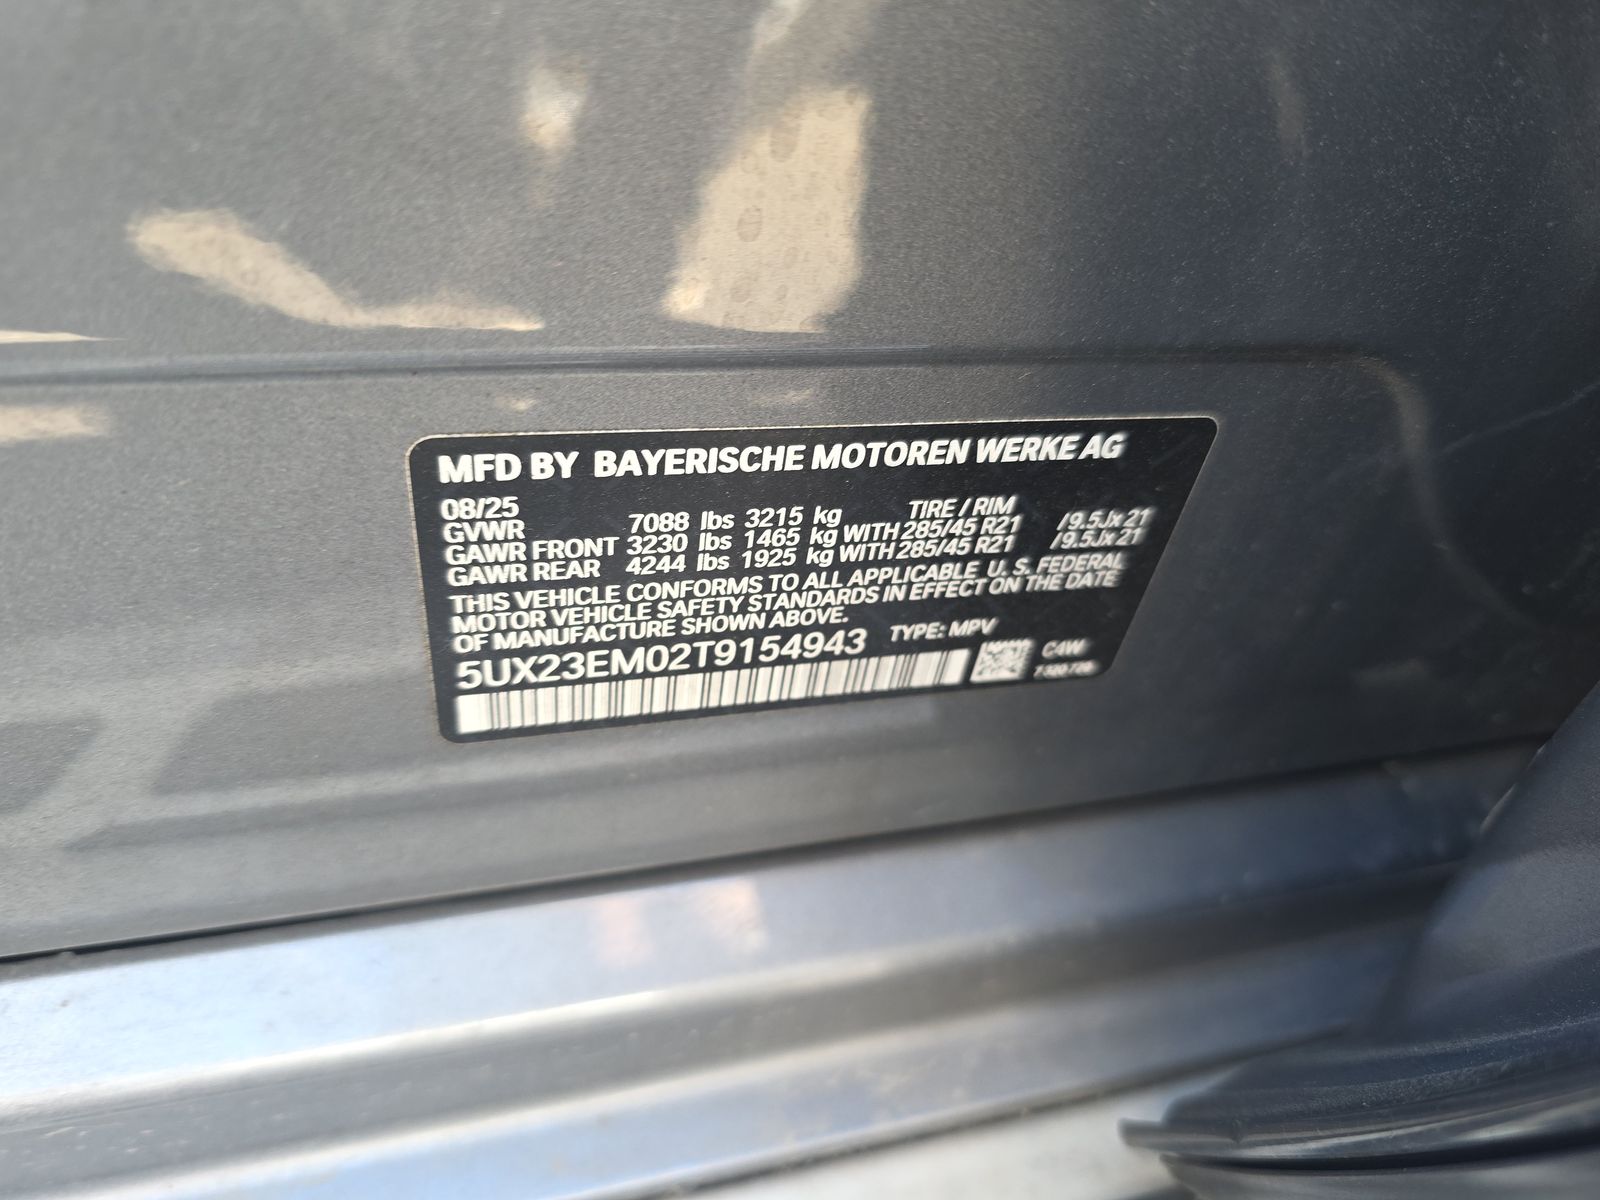 MFD BY BAYERISCHE MOTOREN WERKE AG
08/25 TIRE / RIM
GVWR 7088 lbs 3215 kg
GAWR FRONT 3230 lbs 1465 kg WITH 285/45 R21 /9.5Jx21
GAWR REAR 4244 lbs 1925 kg WITH 285/45 R21 /9.5Jx21
THIS VEHICLE CONFORMS TO ALL APPLICABLE U. S. FEDERAL
MOTOR VEHICLE SAFETY STANDARDS IN EFFECT ON THE DATE
OF MANUFACTURE SHOWN ABOVE.
TYPE: MPV
5UX23EM02T9154943
C4W